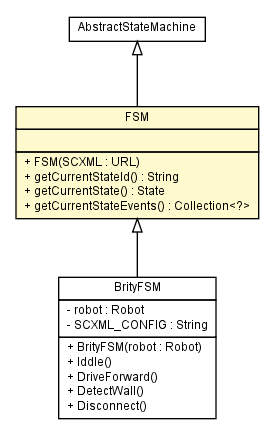 AbstractStateMachine
FSM
+ FSM(SCXML : URL)
+ getCurrentStateId() : String
+ getCurrentState() : State
+ getCurrentStateEvents() : Collection<?>
BrityFSM
- robot : Robot
- SCXML_CONFIG : String
+ BrityFSM(robot : Robot)
+ Iddle()
+ DriveForward()
+ DetectWall()
+ Disconnect()